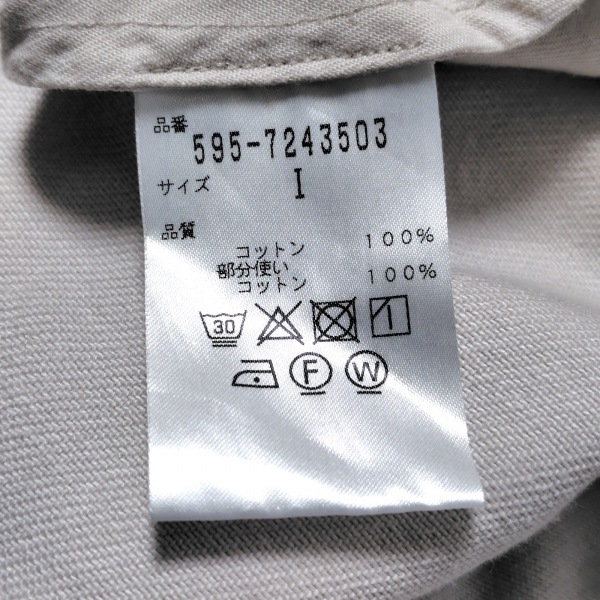 品番
595-7243503
サイズ I
品質
コットン 100%
部分使い
コットン 100%
30
F W